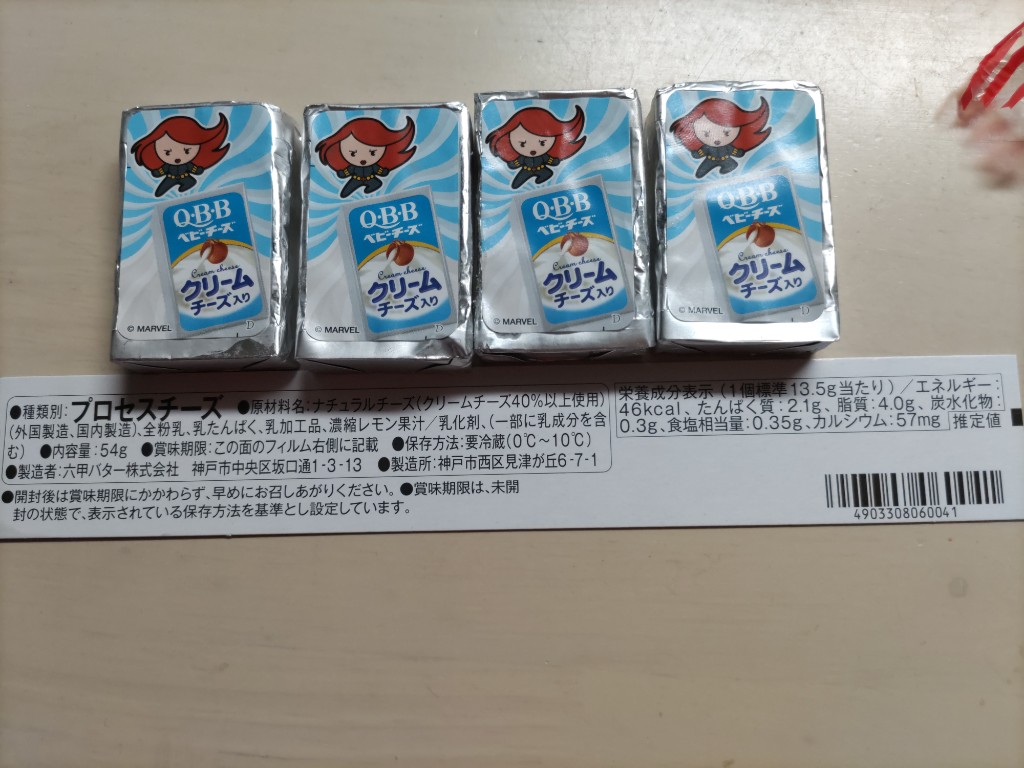 Q·B·B
ベビーチーズ
Cream cheese
クリーム
チーズ入り
© MARVEL
D
Q·B·B
ベビーチーズ
Cream cheese
クリーム
チーズ入り
© MARVEL
D
Q·B·B
ベビーチーズ
Cream cheese
クリーム
チーズ入り
© MARVEL
D
Q·B·B
ベビーチーズ
Cream cheese
クリーム
チーズ入り
© MARVEL
D
●種類別:プロセスチーズ ●原材料名:ナチュラルチーズ(クリームチーズ40%以上使用)
(外国製造、国内製造)、全粉乳、乳たんぱく、乳加工品、濃縮レモン果汁/乳化剤、(一部に乳成分を含
む) ●内容量:54g ●賞味期限:この面のフィルム右側に記載 ●保存方法:要冷蔵(0℃~10℃)
●製造者:六甲バター株式会社 神戸市中央区坂口通1-3-13 ●製造所:神戸市西区見津が丘6-7-1
●開封後は賞味期限にかかわらず、早めにお召しあがりください。●賞味期限は、未開
封の状態で、表示されている保存方法を基準とし設定しています。
栄養成分表示(1個標準13.5g当たり)/エネルギー:
46kcal、たんぱく質:2.1g、脂質:4.0g、炭水化物:
0.3g、食塩相当量:0.35g、カルシウム:57mg 推定値
4903308060041